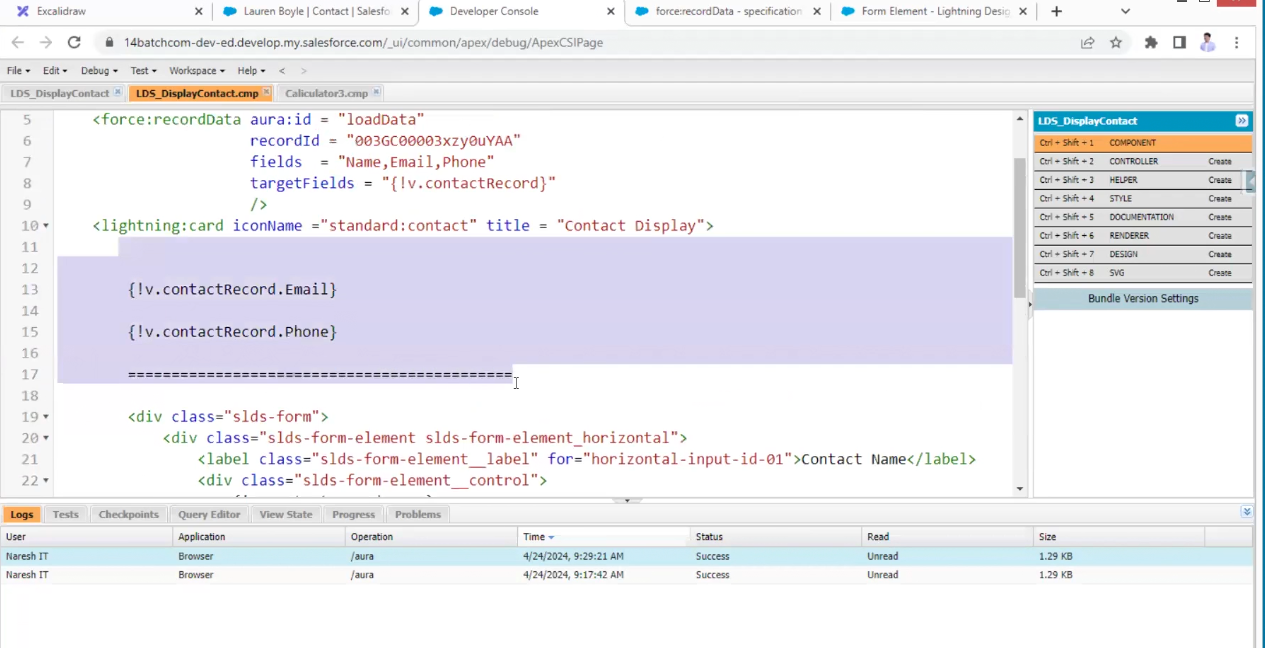 Excalidraw
Lauren Boyle | Contact | Salesfo
Developer Console
force:recordData - specification
Form Element - Lightning Desig
14batchcom-dev-ed.develop.my.salesforce.com/_ui/common/apex/debug/ApexCSIPage
File Edit Debug Test Workspace Help < >
LDS_DisplayContact LDS_DisplayContact.cmp Caliculator3.cmp
5 <force:recordData aura:id = "loadData"
6 recordId = "003GC00003xzy0uYAA"
7 fields = "Name,Email,Phone"
8 targetFields = "{!v.contactRecord}"
9 />
10 <lightning:card iconName ="standard:contact" title = "Contact Display">
11
12
13 {!v.contactRecord.Email}
14
15 {!v.contactRecord.Phone}
16
17 ============================================
18
19 <div class="slds-form">
20 <div class="slds-form-element slds-form-element_horizontal">
21 <label class="slds-form-element__label" for="horizontal-input-id-01">Contact Name</label>
22 <div class="slds-form-element__control">
LDS_DisplayContact
Ctrl + Shift + 1 COMPONENT
Ctrl + Shift + 2 CONTROLLER Create
Ctrl + Shift + 3 HELPER Create
Ctrl + Shift + 4 STYLE Create
Ctrl + Shift + 5 DOCUMENTATION Create
Ctrl + Shift + 6 RENDERER Create
Ctrl + Shift + 7 DESIGN Create
Ctrl + Shift + 8 SVG Create
Bundle Version Settings
Logs Tests Checkpoints Query Editor View State Progress Problems
User Application Operation Time Status Read Size
Naresh IT Browser /aura 4/24/2024, 9:29:21 AM Success Unread 1.29 KB
Naresh IT Browser /aura 4/24/2024, 9:17:42 AM Success Unread 1.29 KB